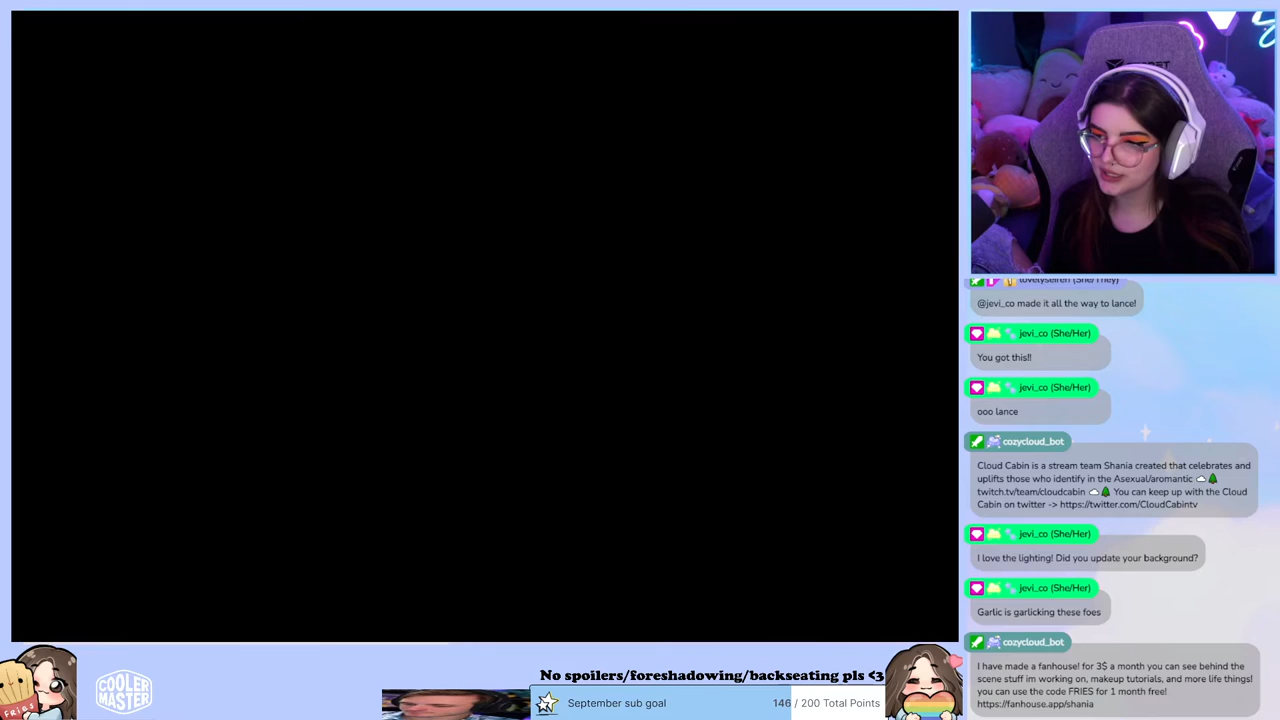 lovelyseiren (She/They)
@jevi_co made it all the way to lance!
jevi_co (She/Her)
You got this!!
jevi_co (She/Her)
ooo lance
cozycloud_bot
Cloud Cabin is a stream team Shania created that celebrates and
uplifts those who identify in the Asexual/aromantic ☁️🌲
twitch.tv/team/cloudcabin ☁️🌲 You can keep up with the Cloud
Cabin on twitter -> https://twitter.com/CloudCabintv
jevi_co (She/Her)
I love the lighting! Did you update your background?
jevi_co (She/Her)
Garlic is garlicking these foes
cozycloud_bot
I have made a fanhouse! for 3$ a month you can see behind the
scene stuff im working on, makeup tutorials, and more life things!
you can use the code FRIES for 1 month free!
https://fanhouse.app/shania
FRIES
COOLER
MASTER
No spoilers/foreshadowing/backseating pls <3
September sub goal
146 / 200 Total Points